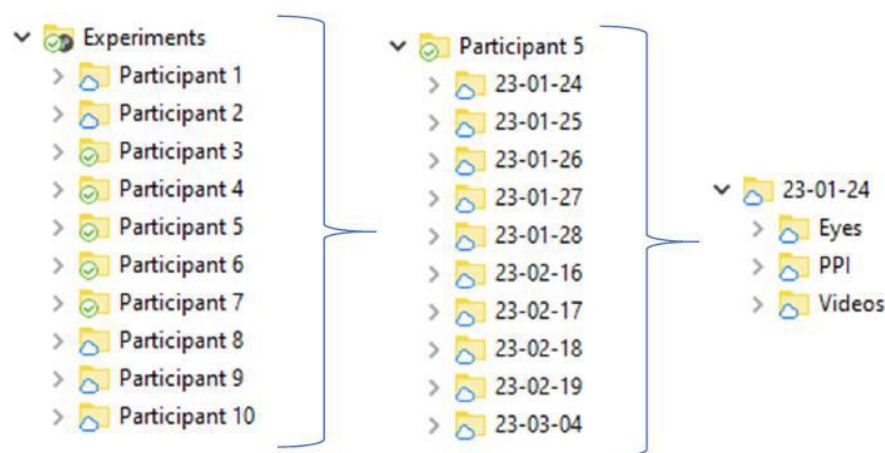 Experiments
Participant 1
Participant 2
Participant 3
Participant 4
Participant 5
Participant 6
Participant 7
Participant 8
Participant 9
Participant 10
Participant 5
23-01-24
23-01-25
23-01-26
23-01-27
23-01-28
23-02-16
23-02-17
23-02-18
23-02-19
23-03-04
23-01-24
Eyes
PPI
Videos